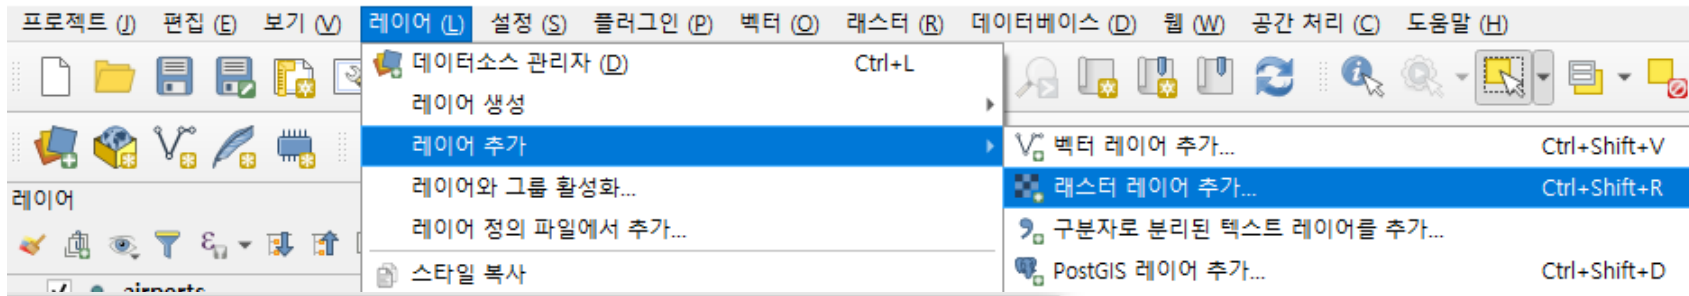 프로젝트 (J) 편집 (E) 보기 (V) 레이어 (L) 설정 (S) 플러그인 (P) 벡터 (O) 래스터 (R) 데이터베이스 (D) 웹 (W) 공간 처리 (C) 도움말 (H)
데이터소스 관리자 (D) Ctrl+L
레이어 생성
레이어 추가
레이어와 그룹 활성화...
레이어 정의 파일에서 추가...
스타일 복사
벡터 레이어 추가... Ctrl+Shift+V
래스터 레이어 추가... Ctrl+Shift+R
구분자로 분리된 텍스트 레이어를 추가...
PostGIS 레이어 추가... Ctrl+Shift+D
레이어
airports